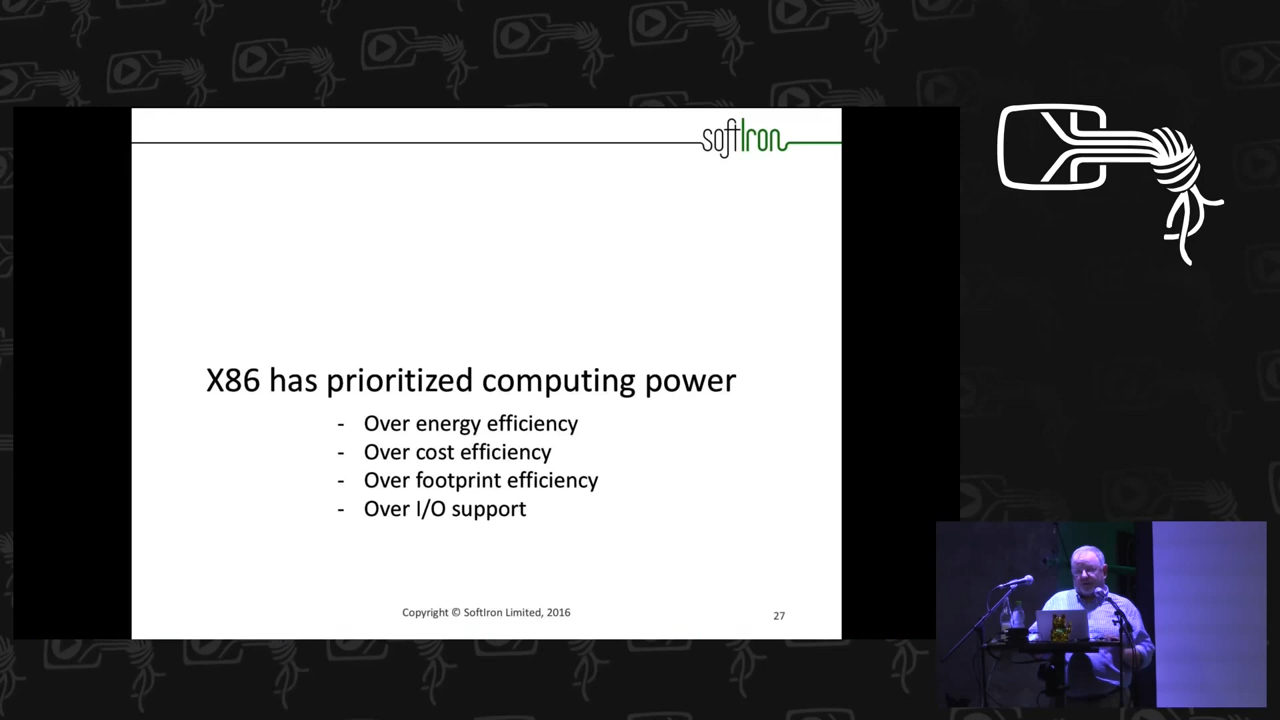 softIron
X86 has prioritized computing power
- Over energy efficiency
- Over cost efficiency
- Over footprint efficiency
- Over I/O support
Copyright © SoftIron Limited, 2016
27